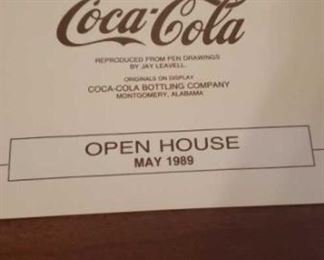 Coca-Cola
REPRODUCED FROM PEN DRAWINGS
BY JAY LEAVELL.
ORIGINALS ON DISPLAY
COCA-COLA BOTTLING COMPANY
MONTGOMERY, ALABAMA
OPEN HOUSE
MAY 1989